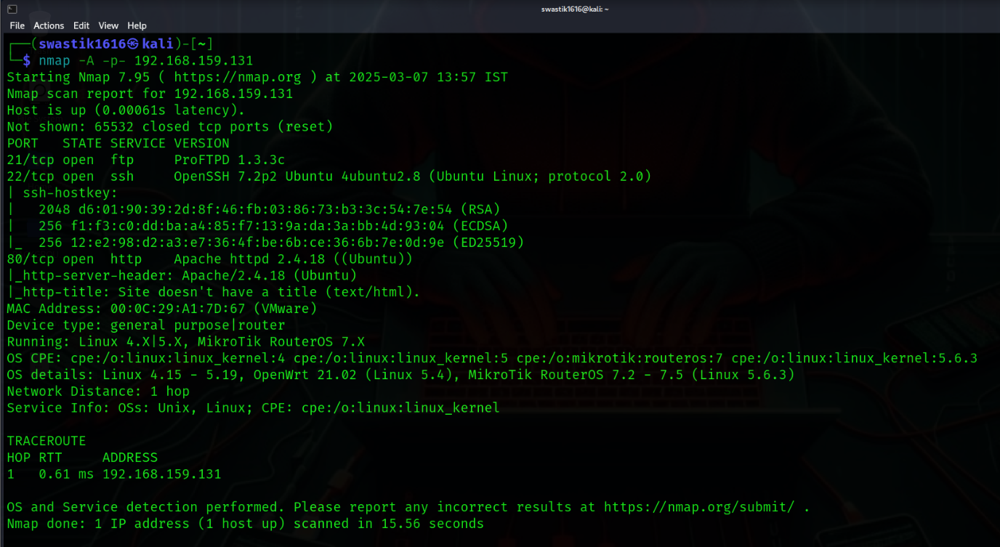 swastik1616@kali: ~
File Actions Edit View Help
┌──(swastik1616㉿kali)-[~]
└─$ nmap -A -p- 192.168.159.131
Starting Nmap 7.95 ( https://nmap.org ) at 2025-03-07 13:57 IST
Nmap scan report for 192.168.159.131
Host is up (0.00061s latency).
Not shown: 65532 closed tcp ports (reset)
PORT   STATE SERVICE VERSION
21/tcp open  ftp     ProFTPD 1.3.3c
22/tcp open  ssh     OpenSSH 7.2p2 Ubuntu 4ubuntu2.8 (Ubuntu Linux; protocol 2.0)
| ssh-hostkey:
|   2048 d6:01:90:39:2d:8f:46:fb:03:86:73:b3:3c:54:7e:54 (RSA)
|   256 f1:f3:c0:dd:ba:a4:85:f7:13:9a:da:3a:bb:4d:93:04 (ECDSA)
|_  256 12:e2:98:d2:a3:e7:36:4f:be:6b:ce:36:6b:7e:0d:9e (ED25519)
80/tcp open  http    Apache httpd 2.4.18 ((Ubuntu))
|_http-server-header: Apache/2.4.18 (Ubuntu)
|_http-title: Site doesn't have a title (text/html).
MAC Address: 00:0C:29:A1:7D:67 (VMware)
Device type: general purpose|router
Running: Linux 4.X|5.X, MikroTik RouterOS 7.X
OS CPE: cpe:/o:linux:linux_kernel:4 cpe:/o:linux:linux_kernel:5 cpe:/o:mikrotik:routeros:7 cpe:/o:linux:linux_kernel:5.6.3
OS details: Linux 4.15 - 5.19, OpenWrt 21.02 (Linux 5.4), MikroTik RouterOS 7.2 - 7.5 (Linux 5.6.3)
Network Distance: 1 hop
Service Info: OSs: Unix, Linux; CPE: cpe:/o:linux:linux_kernel
TRACEROUTE
HOP RTT     ADDRESS
1   0.61 ms 192.168.159.131
OS and Service detection performed. Please report any incorrect results at https://nmap.org/submit/ .
Nmap done: 1 IP address (1 host up) scanned in 15.56 seconds